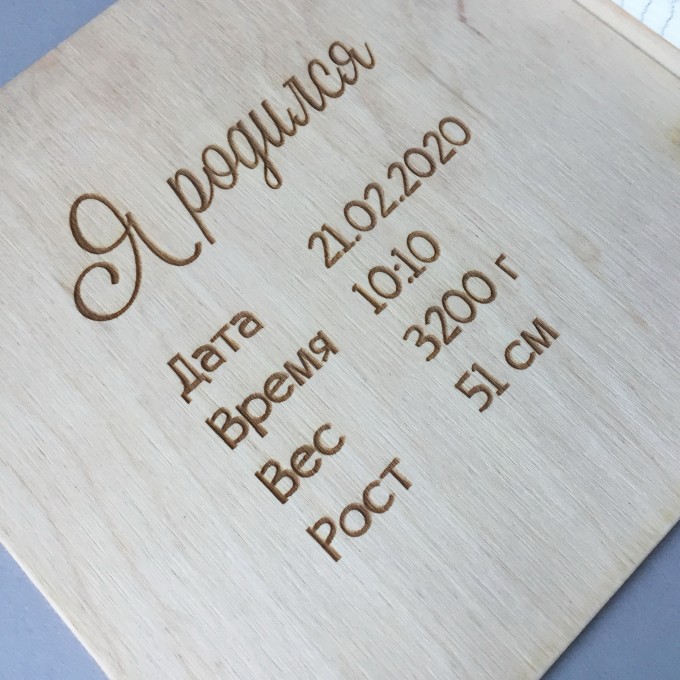 Я родился
Дата 21.02.2020
Время 10:10
Вес 3200 г
Рост 51 см